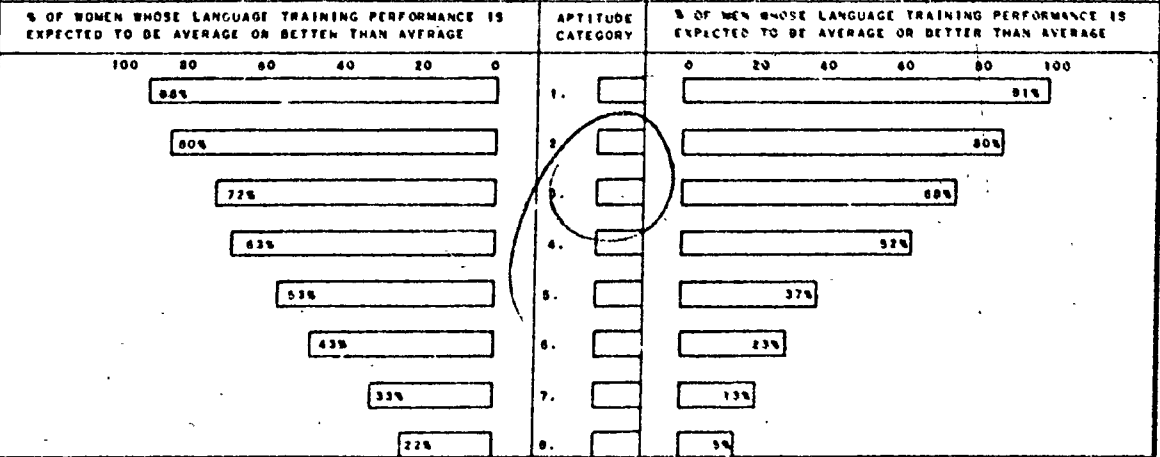 % OF WOMEN WHOSE LANGUAGE TRAINING PERFORMANCE IS
EXPECTED TO BE AVERAGE OR BETTER THAN AVERAGE
APTITUDE
CATEGORY
% OF MEN WHOSE LANGUAGE TRAINING PERFORMANCE IS
EXPECTED TO BE AVERAGE OR BETTER THAN AVERAGE
100 80 60 40 20 0
0 20 40 60 80 100
88% 1. 91%
80% 2. 80%
72% 3. 68%
63% 4. 52%
53% 5. 37%
43% 6. 23%
33% 7. 13%
22% 8. 5%